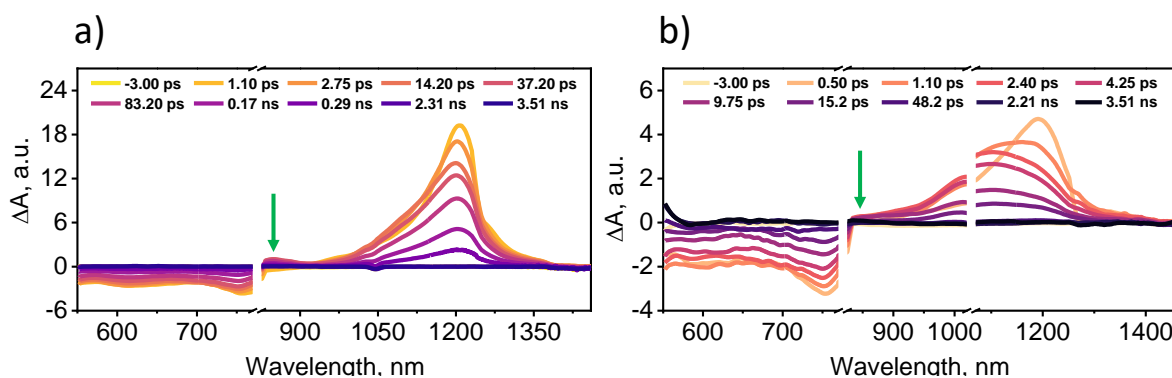 a)
24
18
12
6
0
-6
ΔA, a.u.
-3.00 ps 1.10 ps 2.75 ps 14.20 ps 37.20 ps
83.20 ps 0.17 ns 0.29 ns 2.31 ns 3.51 ns
600 700 900 1050 1200 1350
Wavelength, nm
b)
6
4
2
0
-2
-4
ΔA, a.u.
-3.00 ps 0.50 ps 1.10 ps 2.40 ps 4.25 ps
9.75 ps 15.2 ps 48.2 ps 2.21 ns 3.51 ns
600 700 900 1000 1200 1400
Wavelength, nm